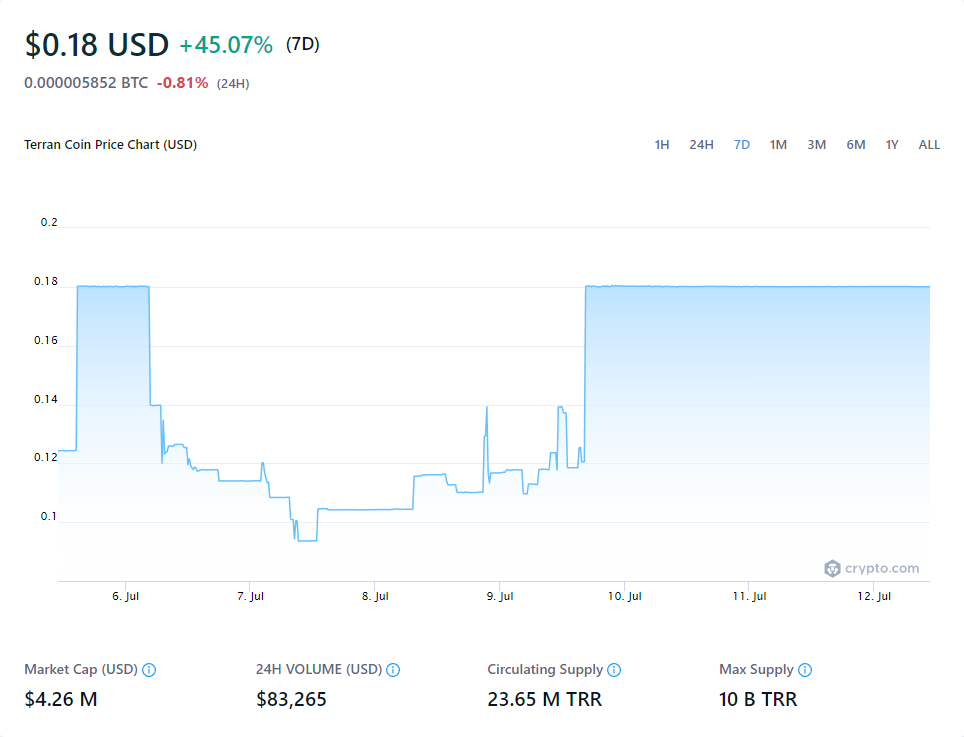 $0.18 USD +45.07% (7D)
0.000005852 BTC -0.81% (24H)
Terran Coin Price Chart (USD)
1H 24H 7D 1M 3M 6M 1Y ALL
0.2
0.18
0.16
0.14
0.12
0.1
crypto.com
6. Jul 7. Jul 8. Jul 9. Jul 10. Jul 11. Jul 12. Jul
Market Cap (USD) 24H VOLUME (USD) Circulating Supply Max Supply
$4.26 M $83,265 23.65 M TRR 10 B TRR